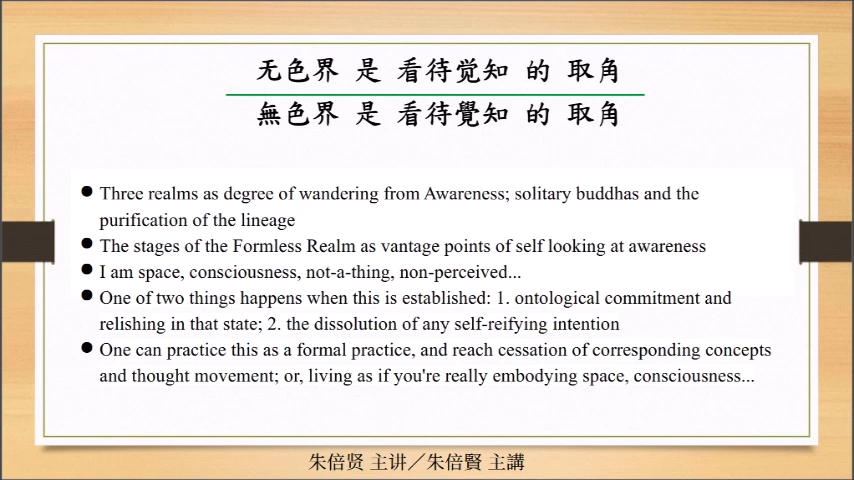 无色界 是 看待觉知 的 取角
無色界 是 看待覺知 的 取角
● Three realms as degree of wandering from Awareness; solitary buddhas and the
purification of the lineage
● The stages of the Formless Realm as vantage points of self looking at awareness
● I am space, consciousness, not-a-thing, non-perceived...
● One of two things happens when this is established: 1. ontological commitment and
relishing in that state; 2. the dissolution of any self-reifying intention
● One can practice this as a formal practice, and reach cessation of corresponding concepts
and thought movement; or, living as if you're really embodying space, consciousness...
朱倍贤 主讲／朱倍賢 主講